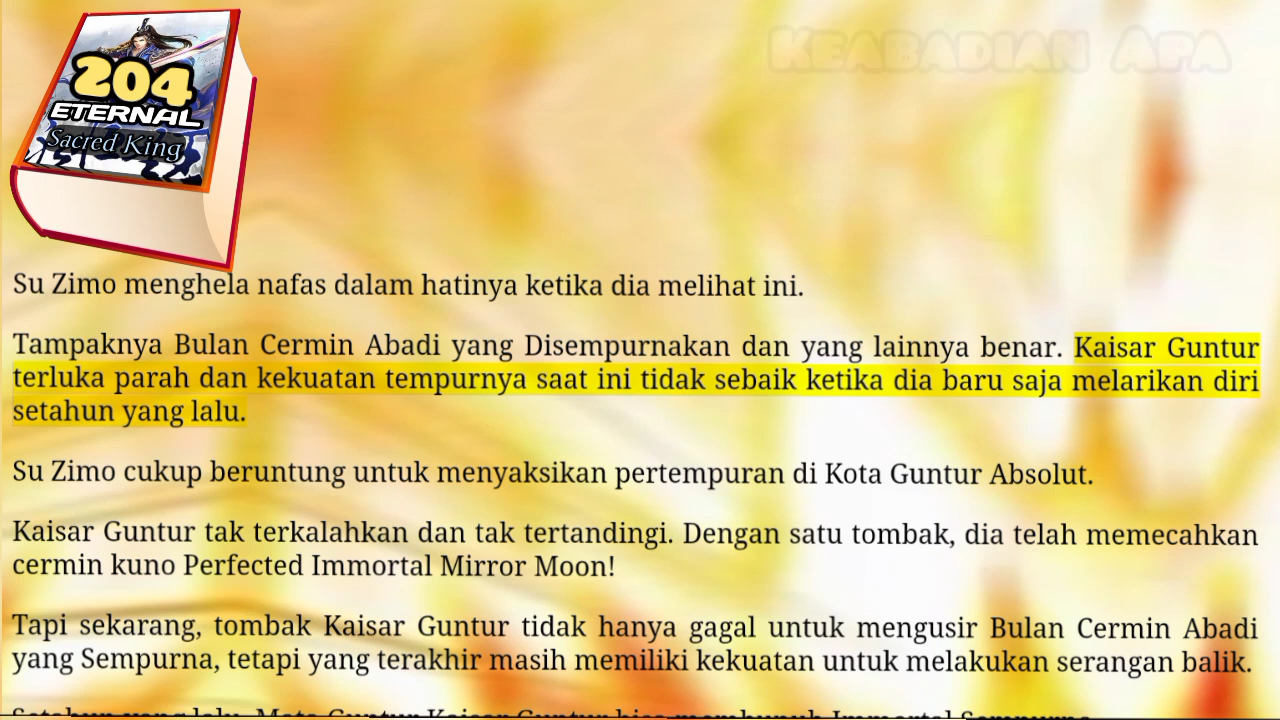 KEABADIAN AFA
204
ETERNAL
Sacred King
Su Zimo menghela nafas dalam hatinya ketika dia melihat ini.
Tampaknya Bulan Cermin Abadi yang Disempurnakan dan yang lainnya benar. Kaisar Guntur
terluka parah dan kekuatan tempurnya saat ini tidak sebaik ketika dia baru saja melarikan diri
setahun yang lalu.
Su Zimo cukup beruntung untuk menyaksikan pertempuran di Kota Guntur Absolut.
Kaisar Guntur tak terkalahkan dan tak tertandingi. Dengan satu tombak, dia telah memecahkan
cermin kuno Perfected Immortal Mirror Moon!
Tapi sekarang, tombak Kaisar Guntur tidak hanya gagal untuk mengusir Bulan Cermin Abadi
yang Sempurna, tetapi yang terakhir masih memiliki kekuatan untuk melakukan serangan balik.